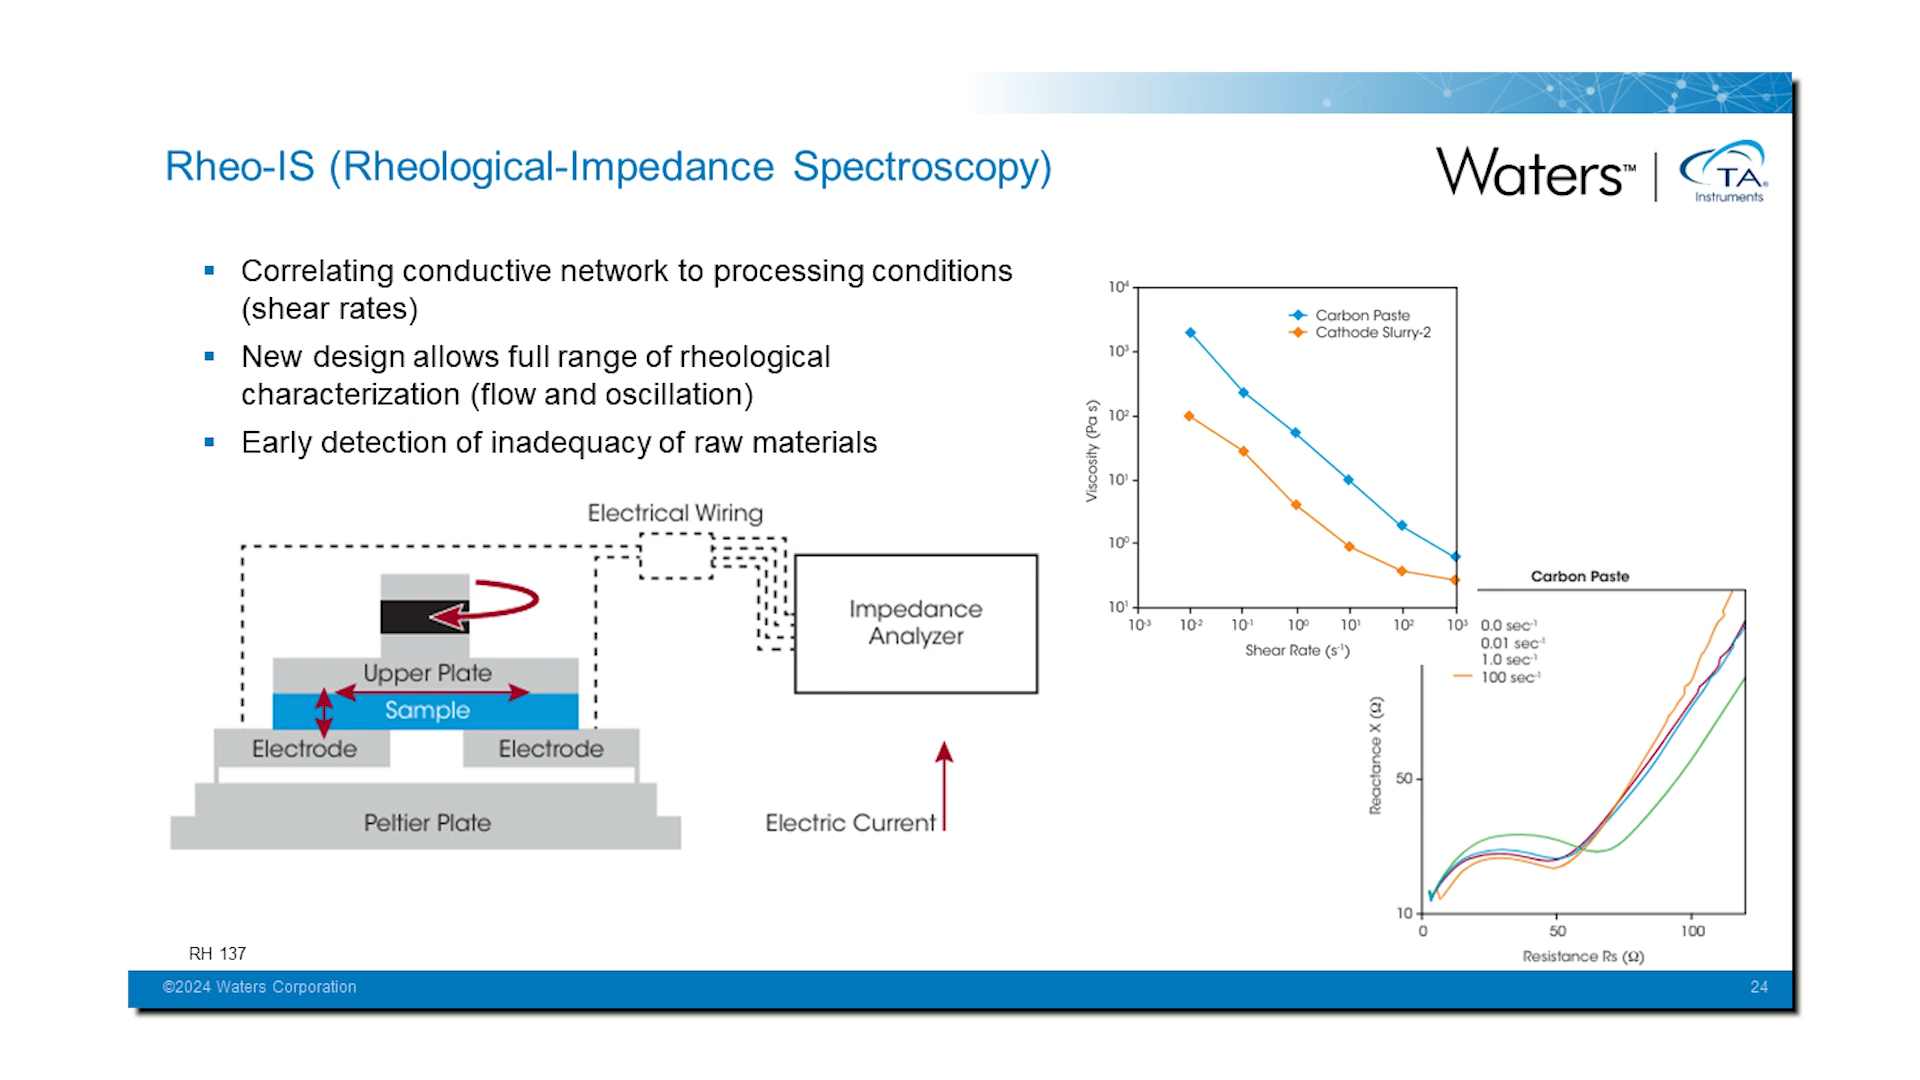 Rheo-IS (Rheological-Impedance Spectroscopy)
Waters™ | TA® Instruments
Correlating conductive network to processing conditions
(shear rates)
New design allows full range of rheological
characterization (flow and oscillation)
Early detection of inadequacy of raw materials
Electrical Wiring
Impedance
Analyzer
Upper Plate
Sample
Electrode
Electrode
Peltier Plate
Electric Current
Carbon Paste
Cathode Slurry-2
Viscosity (Pa s)
10⁴
10³
10²
10¹
10⁰
10¹
10⁻³ 10⁻² 10⁻¹ 10⁰ 10¹ 10² 10³
Shear Rate (s⁻¹)
Carbon Paste
0.0 sec⁻¹
0.01 sec⁻¹
1.0 sec⁻¹
100 sec⁻¹
Reactance X (Ω)
50
10
0 50 100
Resistance Rs (Ω)
RH 137
©2024 Waters Corporation
24